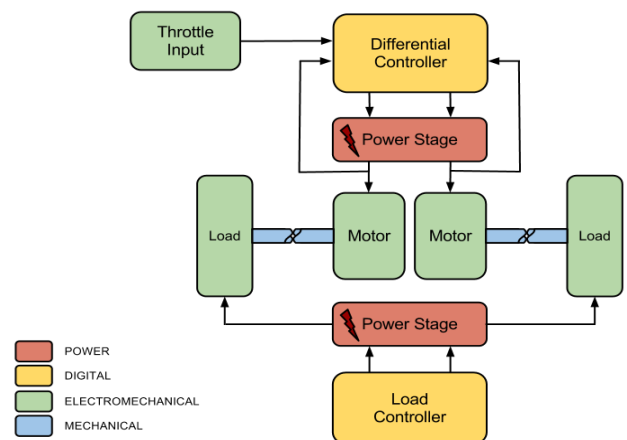 Throttle
Input
Differential
Controller
Power Stage
Load
Motor
Motor
Load
Power Stage
Load
Controller
POWER
DIGITAL
ELECTROMECHANICAL
MECHANICAL